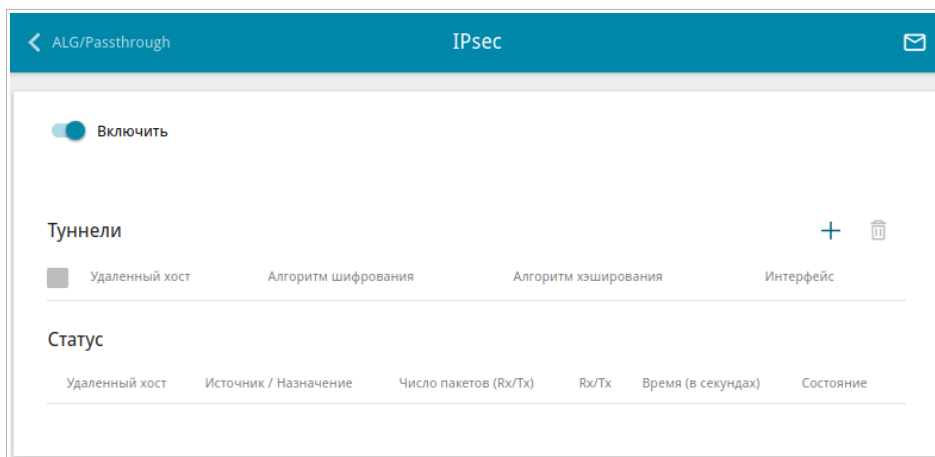 ALG/Passthrough IPsec
Включить
Туннели
Удаленный хост Алгоритм шифрования Алгоритм хэширования Интерфейс
Статус
Удаленный хост Источник / Назначение Число пакетов (Rx/Tx) Rx/Tx Время (в секундах) Состояние